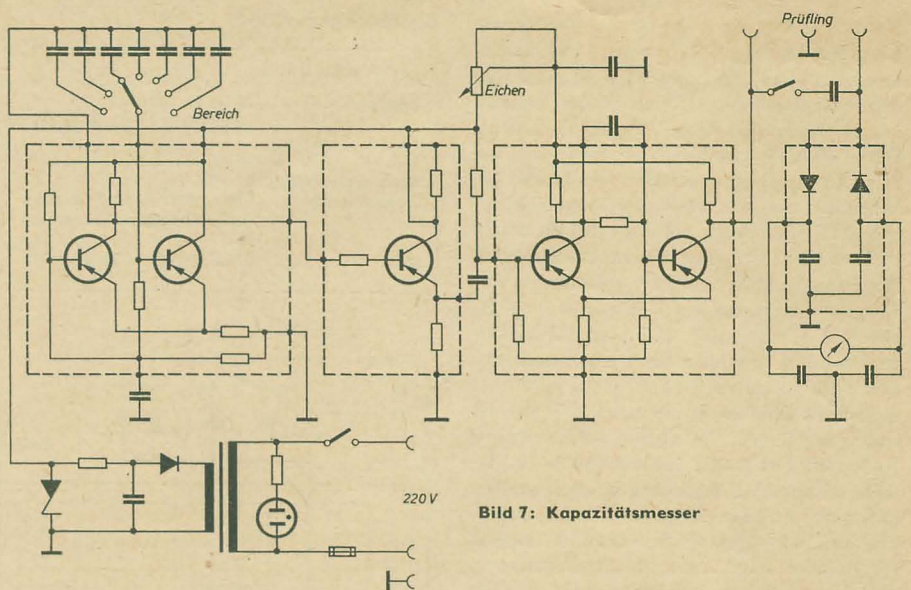 Prüfling
Eichen
Bereich
220 V
Bild 7: Kapazitätsmesser